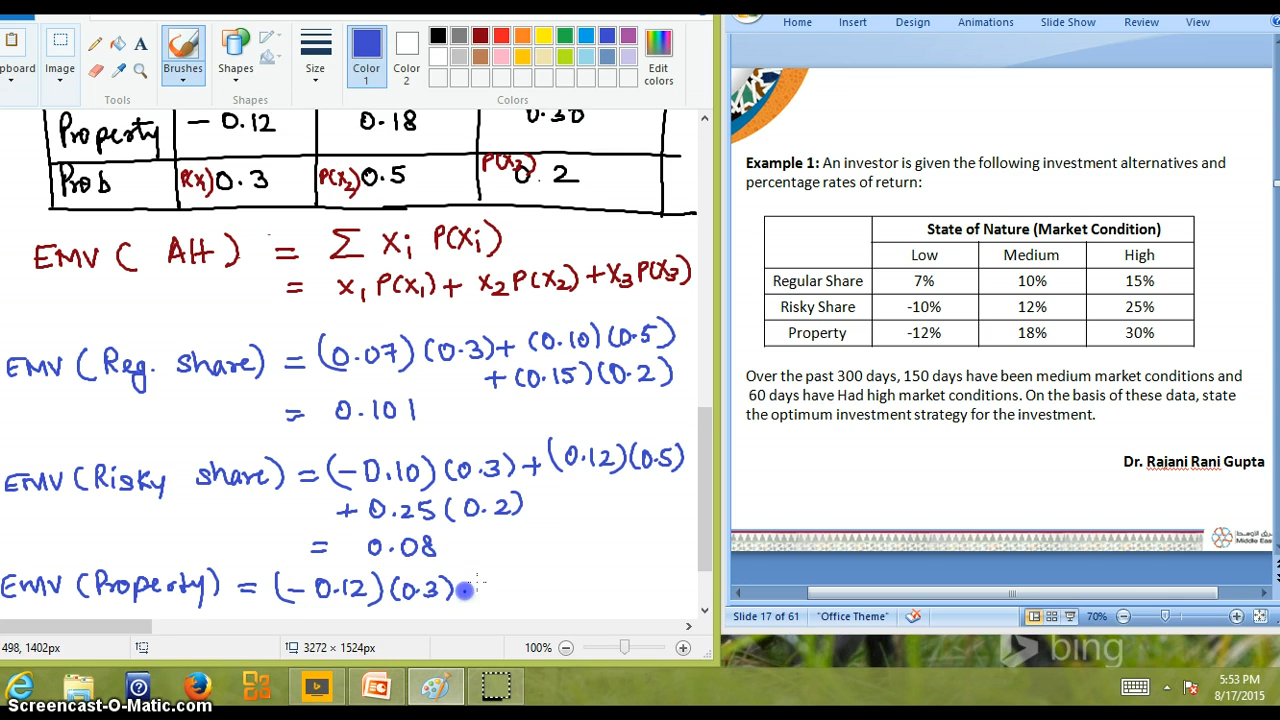 Home Insert Design Animations Slide Show Review View
pboard Image Brushes Shapes Size Color 1 Color 2 Edit colors
Tools Shapes Colors
Property - 0.12 0.18 0.30
Prob P(x1) 0.3 P(x2) 0.5 P(x3) 0.2
EMV ( Alt ) = ∑ Xi P(Xi)
= x1 P(x1) + x2 P(x2) + x3 P(x3)
EMV ( Reg. share ) = (0.07) (0.3) + (0.10) (0.5)
+ (0.15) (0.2)
= 0.101
EMV (Risky share) = (-0.10) (0.3) + (0.12) (0.5)
+ 0.25 (0.2)
= 0.08
EMV (Property) = (-0.12) (0.3)
498, 1402px 3272 × 1524px 100%
Example 1: An investor is given the following investment alternatives and
percentage rates of return:
State of Nature (Market Condition)
Low Medium High
Regular Share 7% 10% 15%
Risky Share -10% 12% 25%
Property -12% 18% 30%
Over the past 300 days, 150 days have been medium market conditions and
60 days have Had high market conditions. On the basis of these data, state
the optimum investment strategy for the investment.
Dr. Rajani Rani Gupta
Middle East
Slide 17 of 61 "Office Theme" 70%
bing
5:53 PM
8/17/2015
Screencast-O-Matic.com